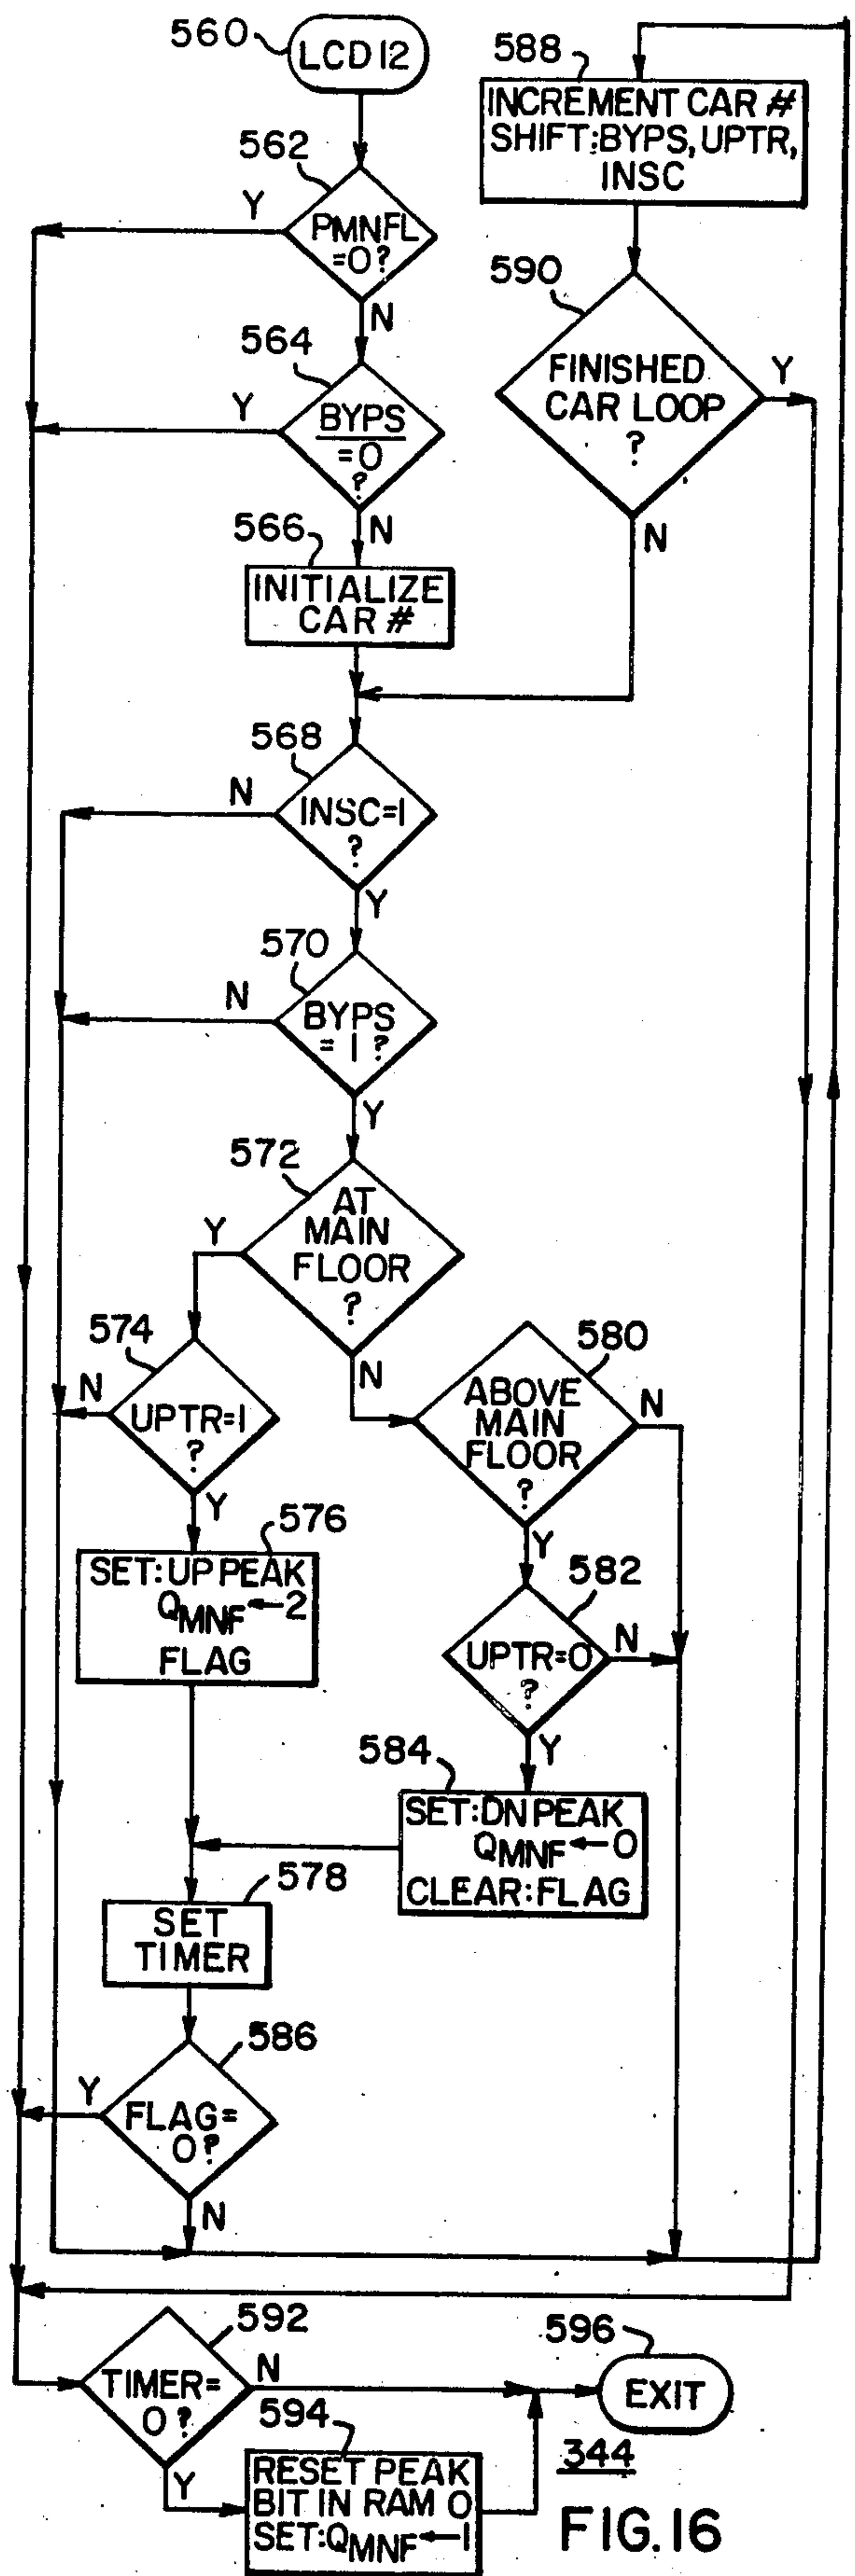 560
LCD12
562
PMNFL
=0?
Y
N
564
BYPS
=0
?
Y
N
566
INITIALIZE
CAR #
568
INSC=1
?
N
Y
570
BYPS
=1?
N
Y
572
AT
MAIN
FLOOR
?
Y
N
574
UPTR=1
?
N
Y
576
SET:UP PEAK
QMNF←2
FLAG
580
ABOVE
MAIN
FLOOR
?
N
Y
582
UPTR=0
?
N
Y
584
SET:DN PEAK
QMNF←0
CLEAR:FLAG
578
SET
TIMER
586
FLAG=
0?
Y
N
588
INCREMENT CAR #
SHIFT:BYPS,UPTR,
INSC
590
FINISHED
CAR LOOP
?
Y
N
592
TIMER=
0?
N
Y
594
RESET PEAK
BIT IN RAM 0
SET:QMNF←1
596
EXIT
344
FIG.16